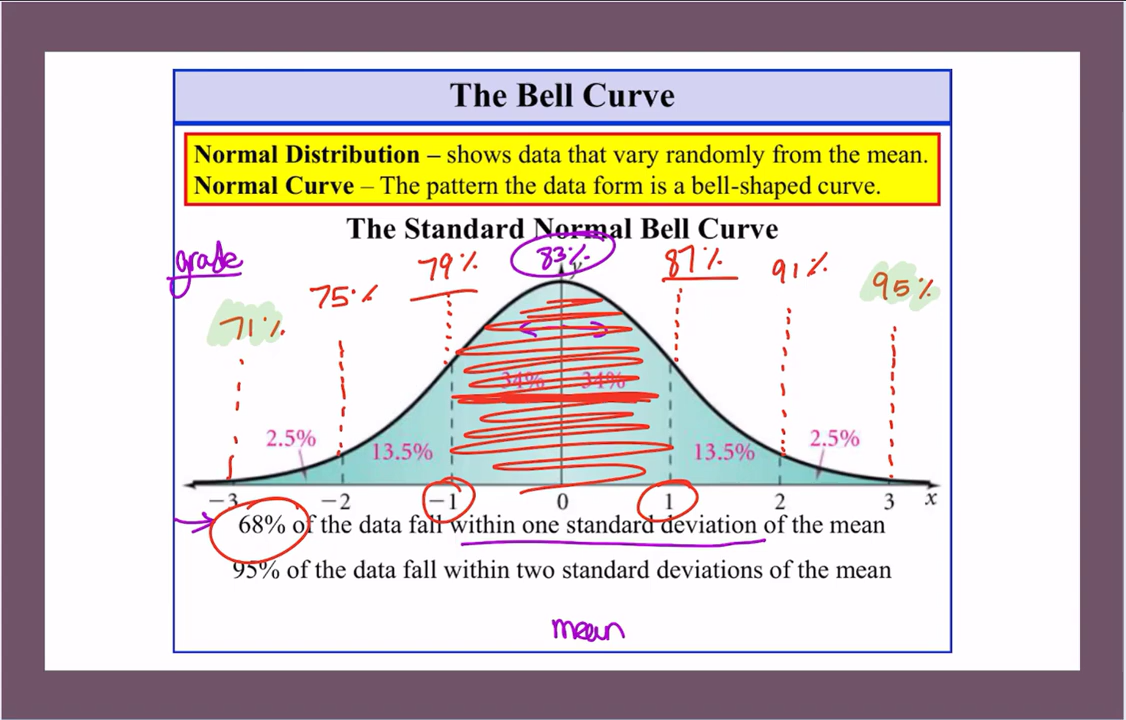 The Bell Curve
Normal Distribution – shows data that vary randomly from the mean.
Normal Curve – The pattern the data form is a bell-shaped curve.
The Standard Normal Bell Curve
grade
71% 75% 79% 83% 87% 91% 95%
y
34% 34%
2.5% 13.5% 13.5% 2.5%
−3 −2 −1 0 1 2 3 x
68% of the data fall within one standard deviation of the mean
95% of the data fall within two standard deviations of the mean
mean